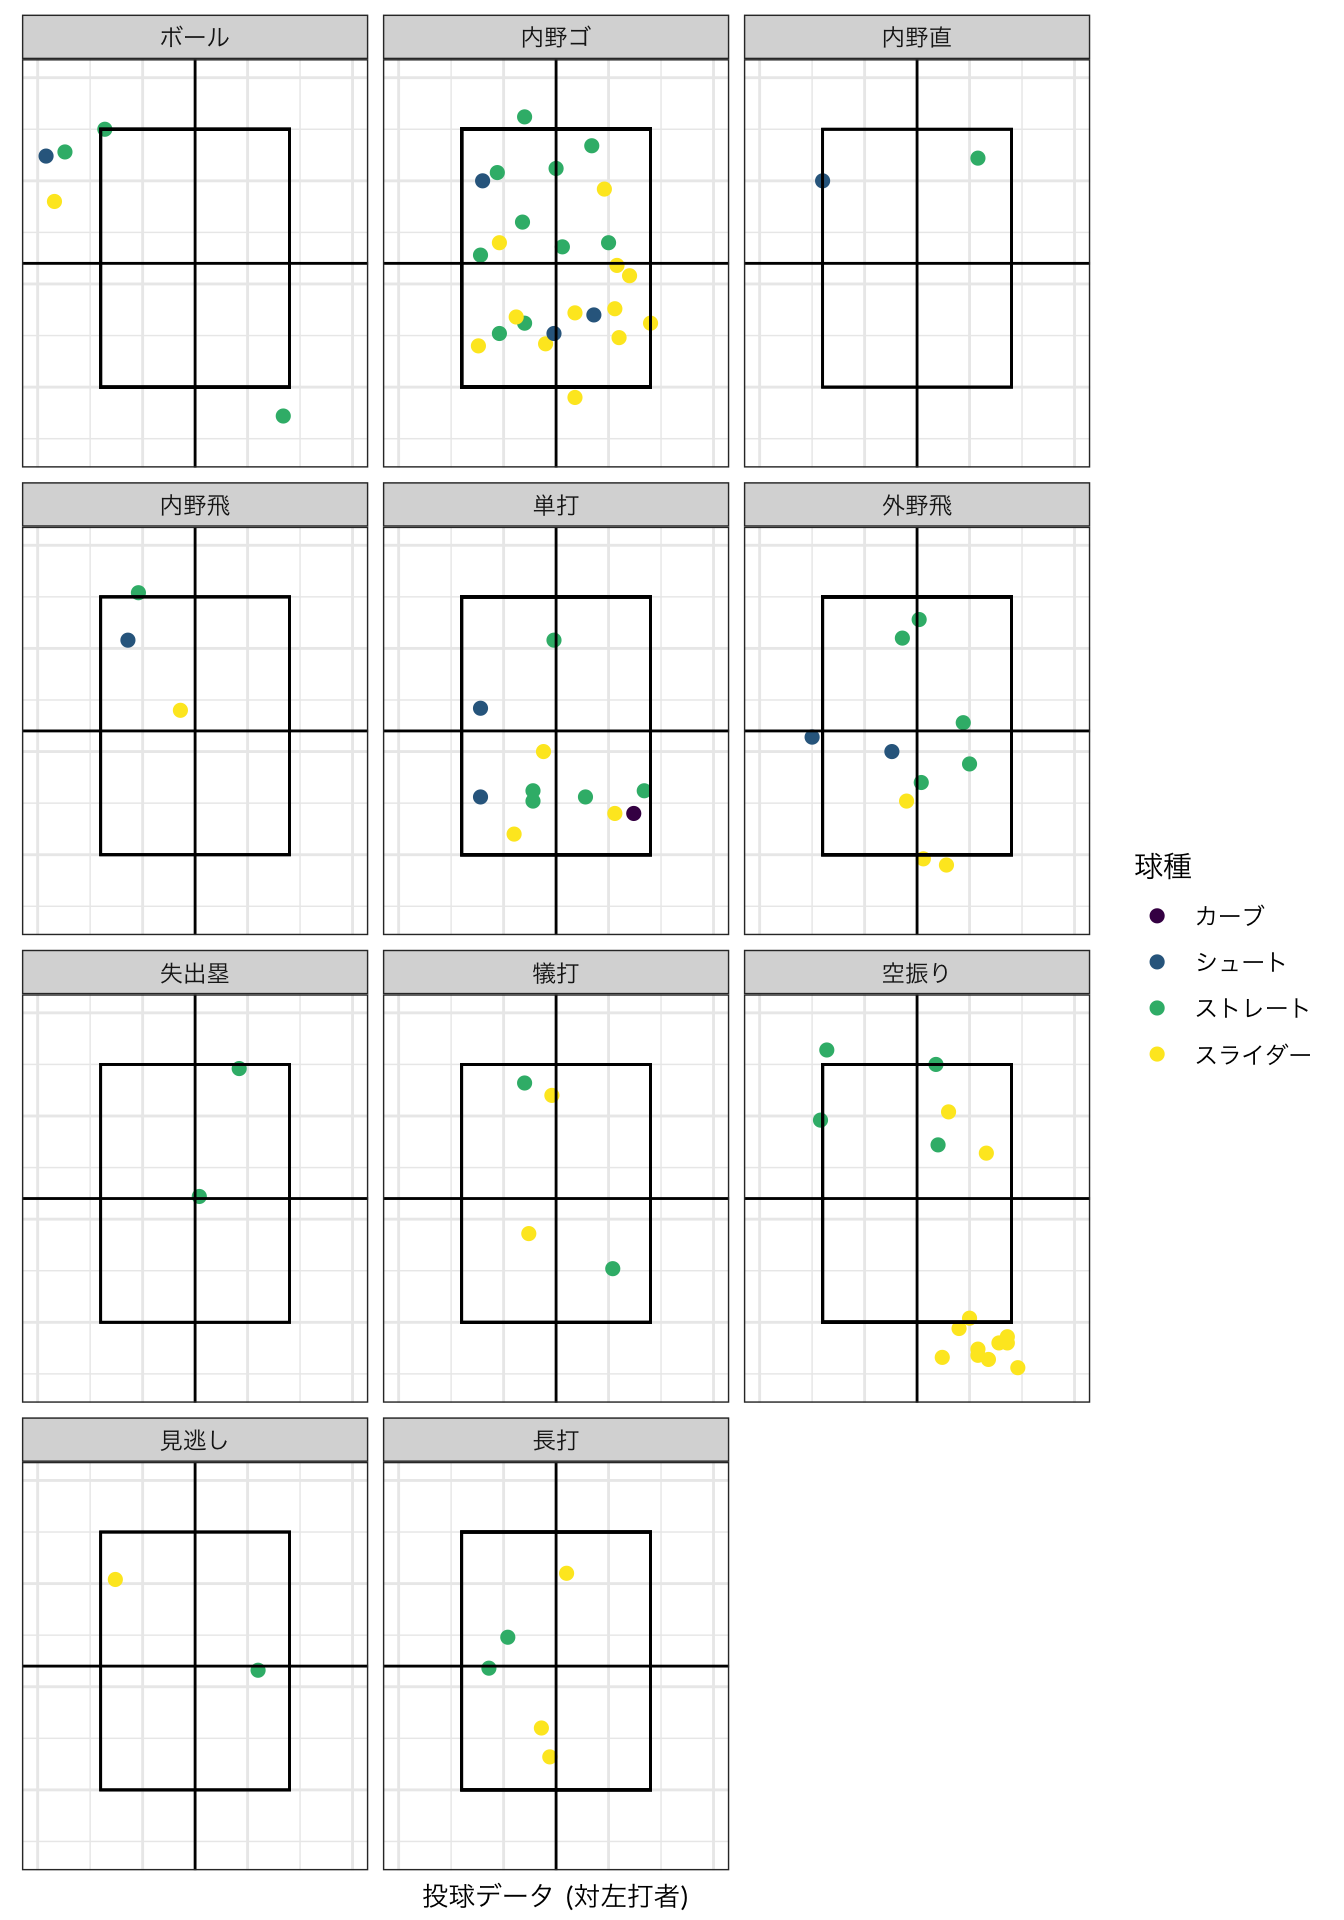 ボール
内野ゴ
内野直
内野飛
単打
外野飛
失出塁
犠打
空振り
見逃し
長打
投球データ (対左打者)
球種
カーブ
シュート
ストレート
スライダー